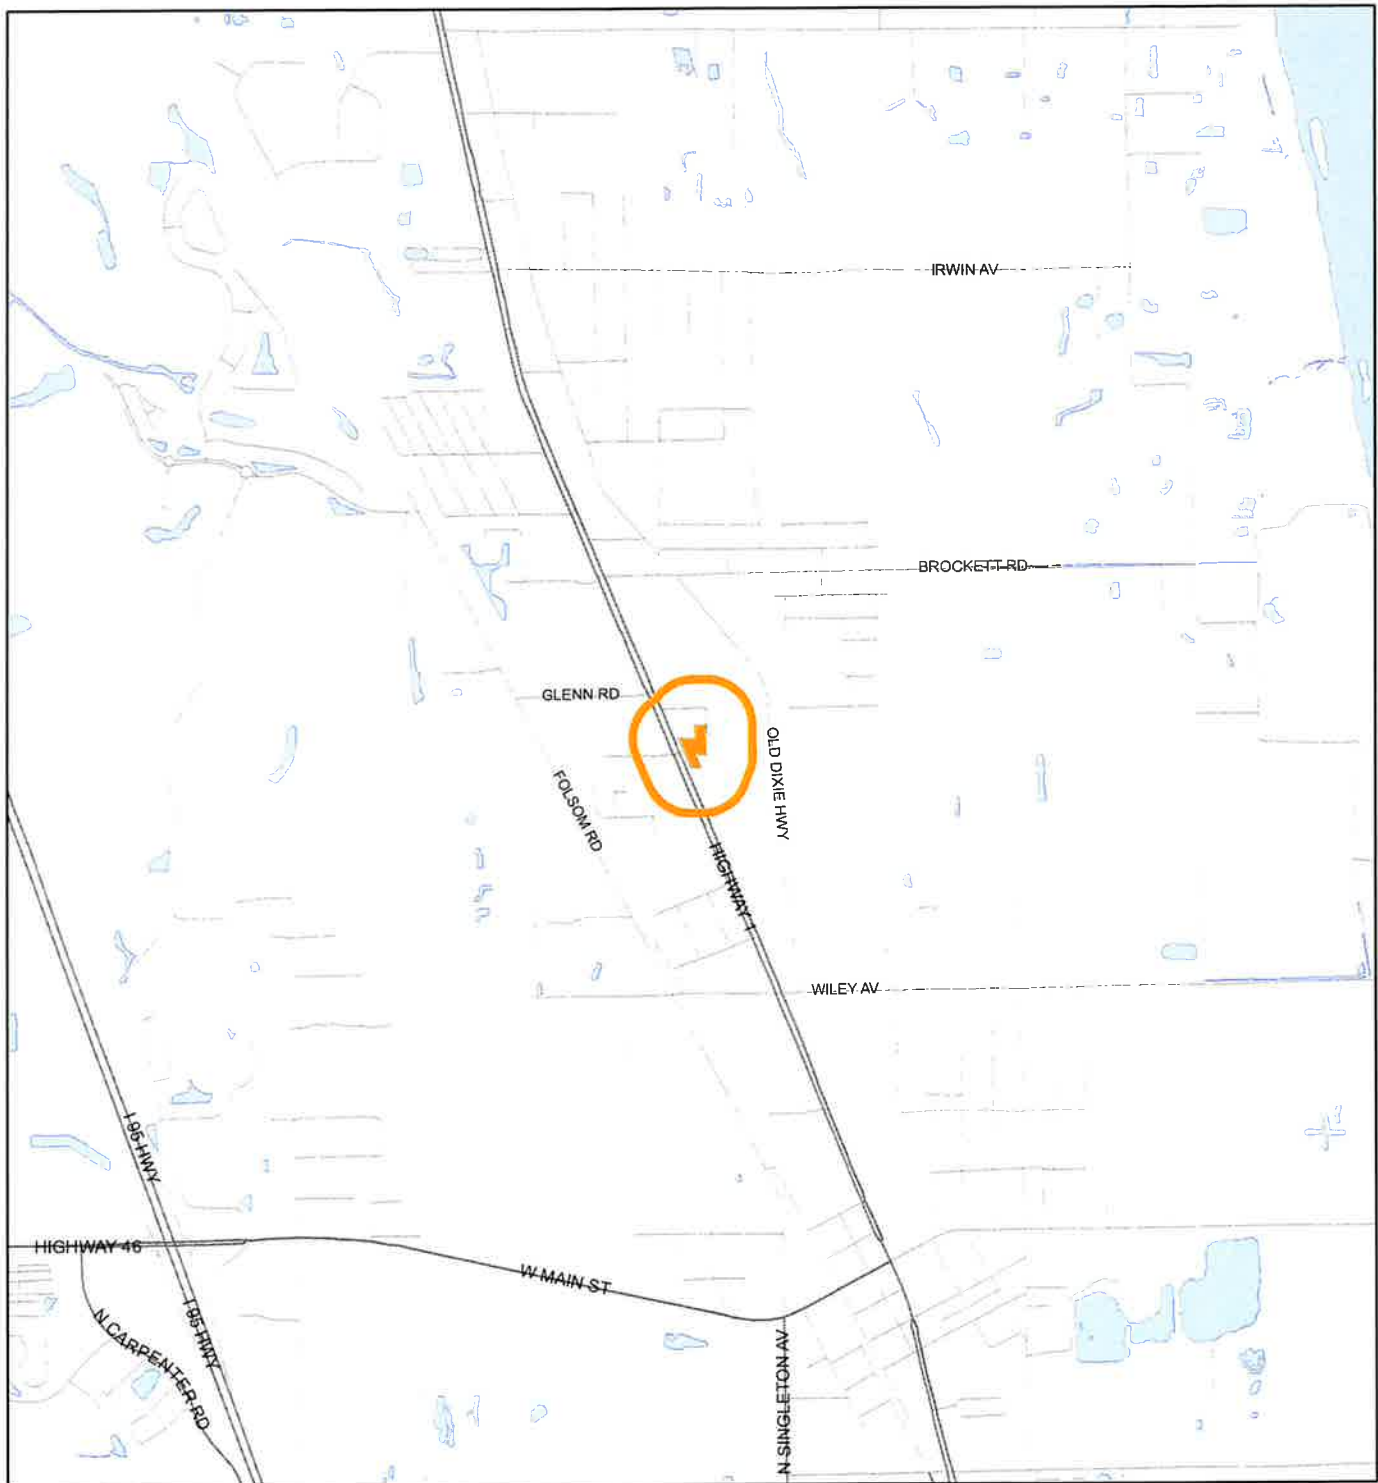 IRWIN AV
BROCKETT RD
GLENN RD
OLD DIXIE HWY
FOLSOM RD
HIGHWAY 1
WILEY AV
I 95 HWY
HIGHWAY 46
W MAIN ST
I 95 HWY
N CARPENTER RD
N SINGLETON AV